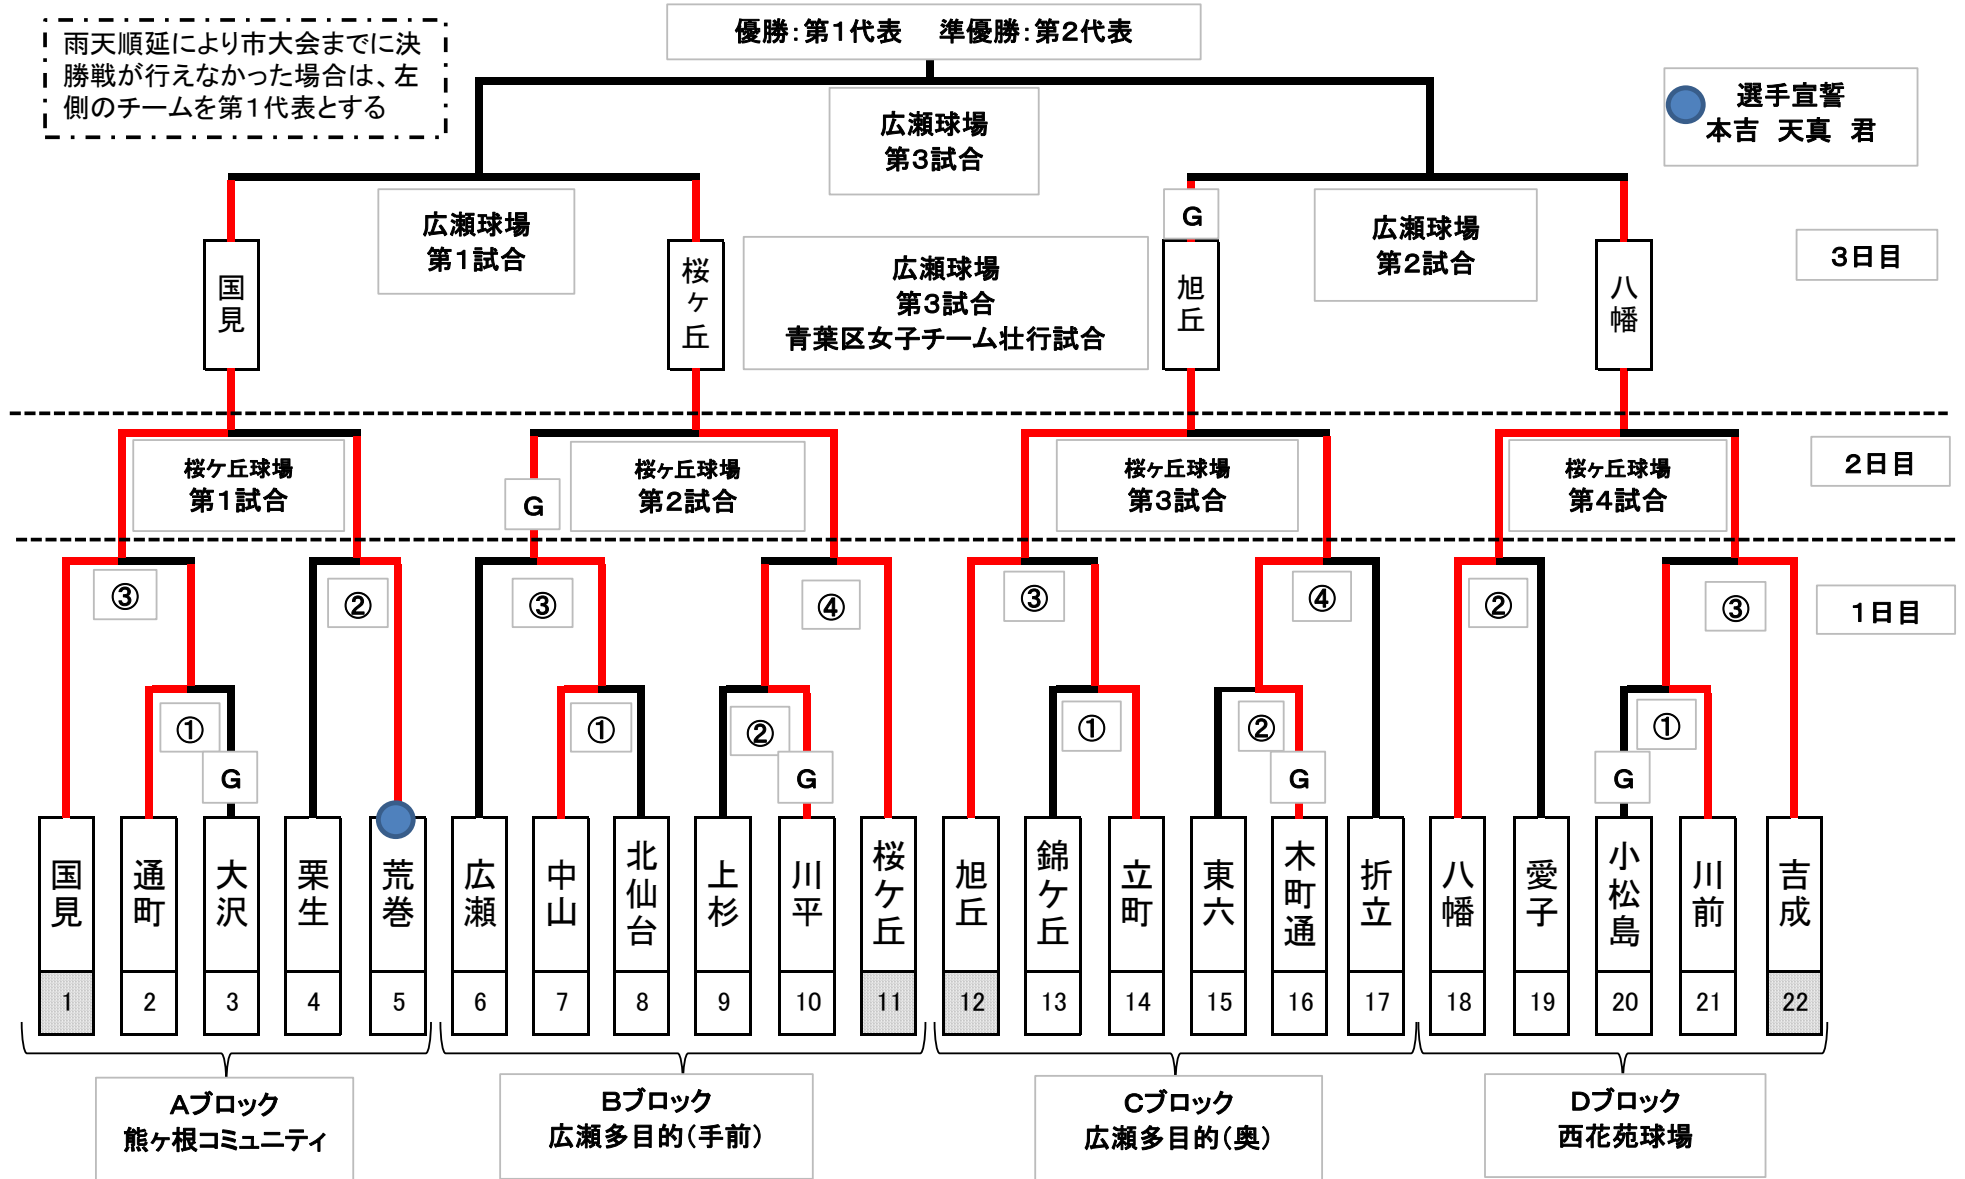 雨天順延により市大会までに決
勝戦が行えなかった場合は、左
側のチームを第1代表とする
優勝:第1代表　準優勝:第2代表
選手宣誓
本吉　天真　君
広瀬球場
第3試合
広瀬球場
第1試合
G
広瀬球場
第2試合
3日目
国見
桜ヶ丘
広瀬球場
第3試合
青葉区女子チーム壮行試合
旭丘
八幡
桜ケ丘球場
第1試合
G
桜ヶ丘球場
第2試合
桜ヶ丘球場
第3試合
桜ヶ丘球場
第4試合
2日目
③
②
③
④
③
④
②
③
1日目
①
①
②
①
②
①
G
G
G
G
国見
通町
大沢
栗生
荒巻
広瀬
中山
北仙台
上杉
川平
桜ケ丘
旭丘
錦ケ丘
立町
東六
木町通
折立
八幡
愛子
小松島
川前
吉成
1 2 3 4 5 6 7 8 9 10 11 12 13 14 15 16 17 18 19 20 21 22
Aブロック
熊ヶ根コミュニティ
Bブロック
広瀬多目的(手前)
Cブロック
広瀬多目的(奥)
Dブロック
西花苑球場